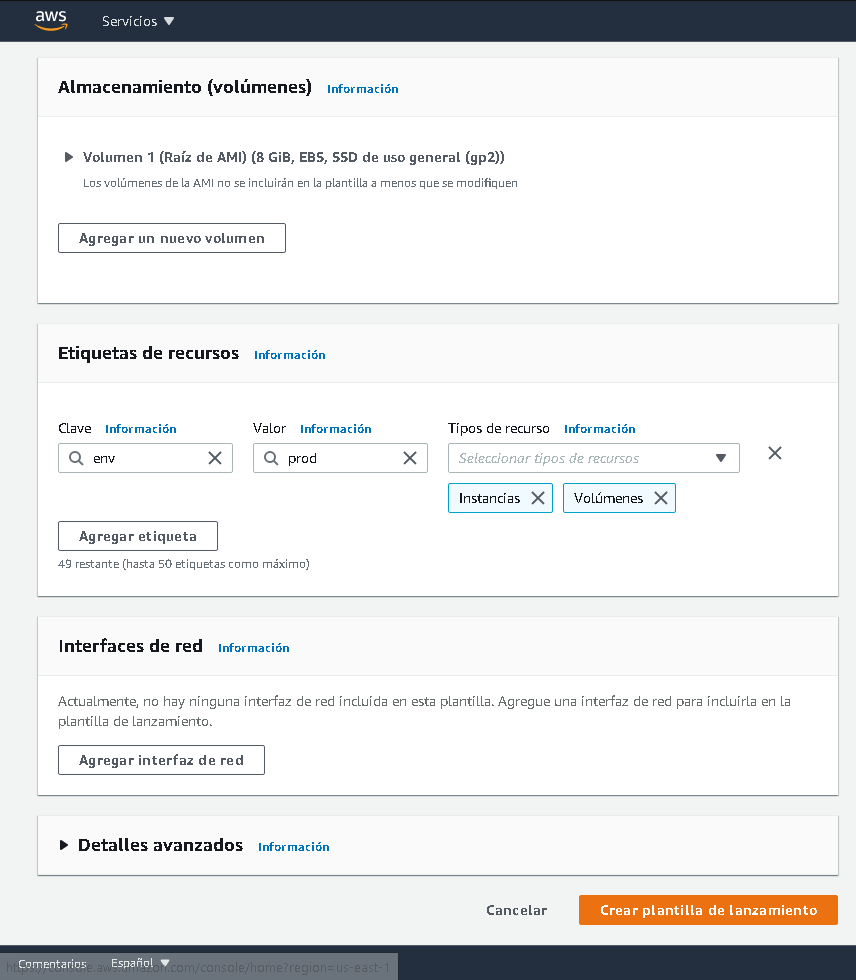 aws Servicios
Almacenamiento (volúmenes) Información
Volumen 1 (Raíz de AMI) (8 GiB, EBS, SSD de uso general (gp2))
Los volúmenes de la AMI no se incluirán en la plantilla a menos que se modifiquen
Agregar un nuevo volumen
Etiquetas de recursos Información
Clave Información Valor Información Tipos de recurso Información
env prod Seleccionar tipos de recursos
Instancias Volúmenes
Agregar etiqueta
49 restante (hasta 50 etiquetas como máximo)
Interfaces de red Información
Actualmente, no hay ninguna interfaz de red incluida en esta plantilla. Agregue una interfaz de red para incluirla en la
plantilla de lanzamiento.
Agregar interfaz de red
Detalles avanzados Información
Cancelar Crear plantilla de lanzamiento
Comentarios Español
https://console.aws.amazon.com/console/home?region=us-east-1